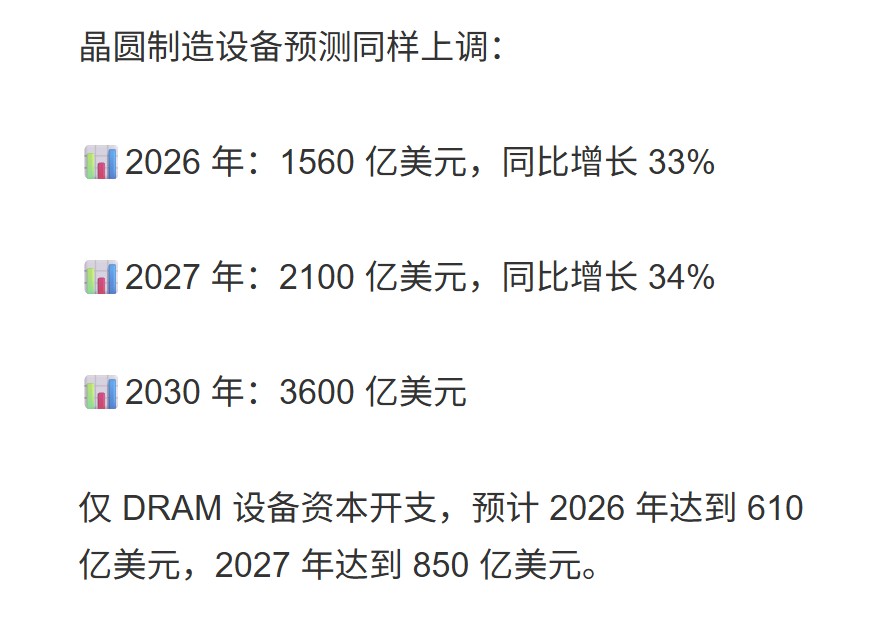 晶圆制造设备预测同样上调：
📊 2026 年：1560 亿美元，同比增长 33%
📊 2027 年：2100 亿美元，同比增长 34%
📊 2030 年：3600 亿美元
仅 DRAM 设备资本开支，预计 2026 年达到 610
亿美元，2027 年达到 850 亿美元。